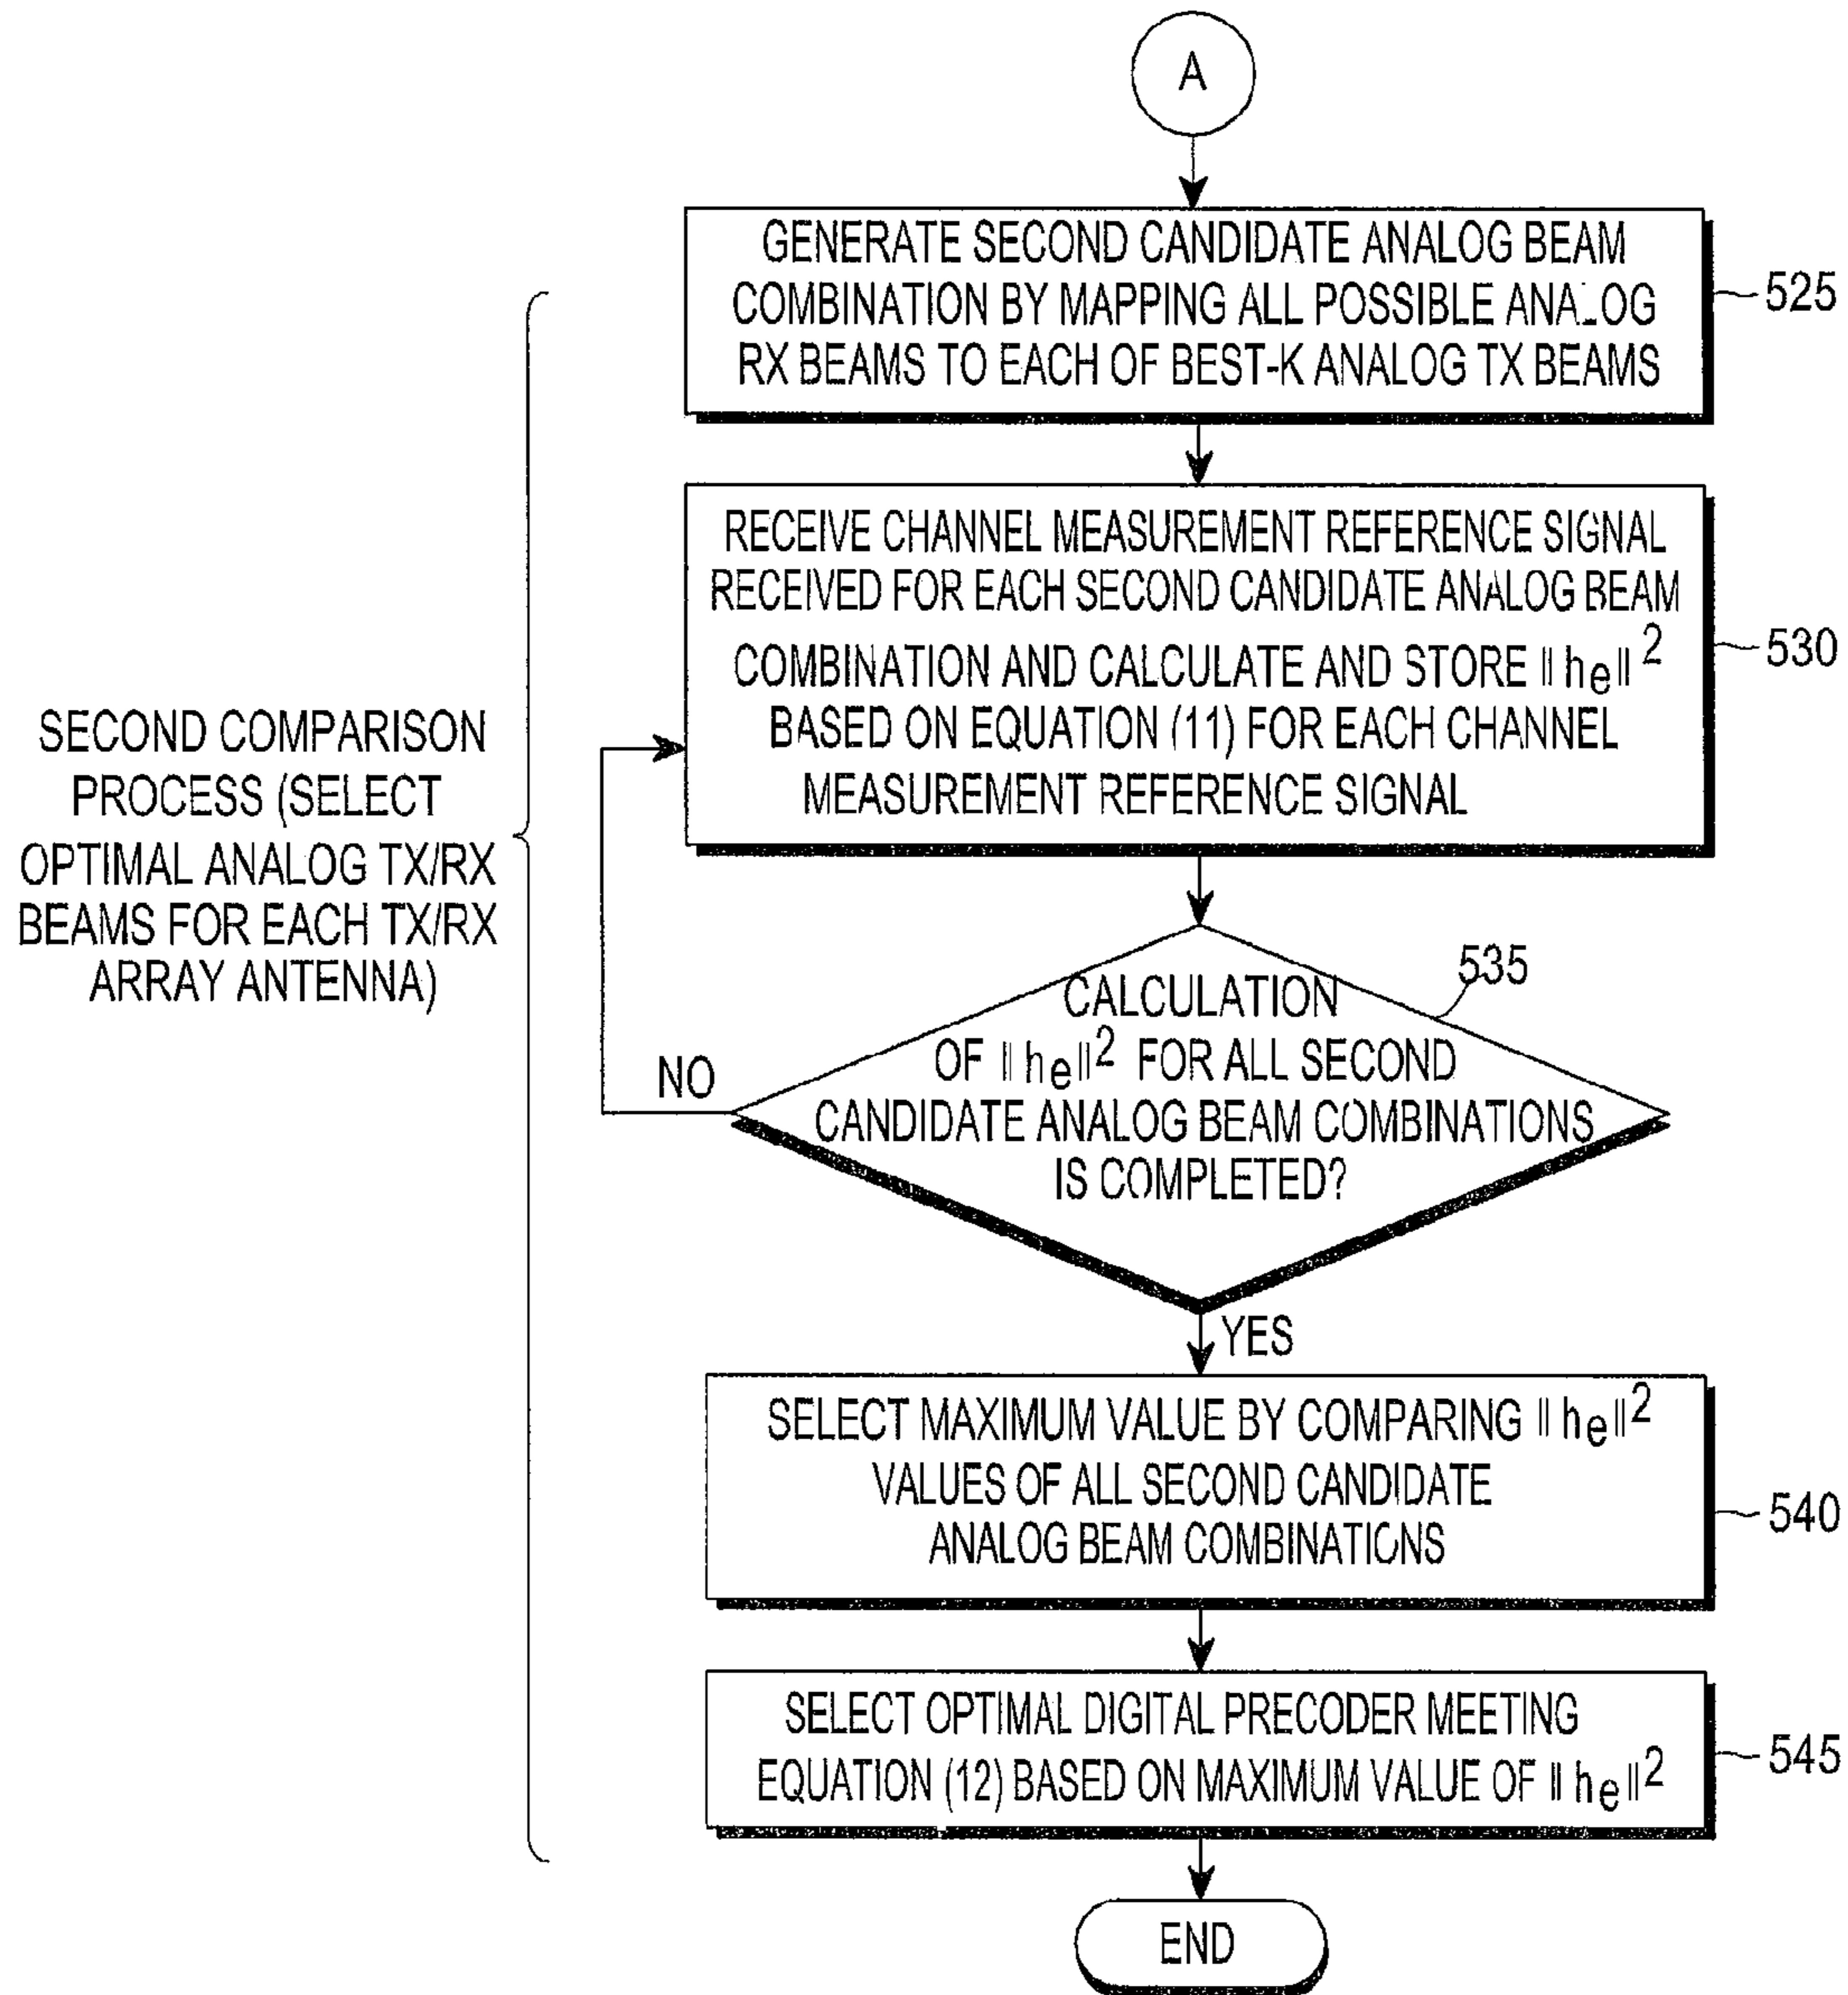 A
GENERATE SECOND CANDIDATE ANALOG BEAM
COMBINATION BY MAPPING ALL POSSIBLE ANALOG
RX BEAMS TO EACH OF BEST-K ANALOG TX BEAMS
525
RECEIVE CHANNEL MEASUREMENT REFERENCE SIGNAL
RECEIVED FOR EACH SECOND CANDIDATE ANALOG BEAM
COMBINATION AND CALCULATE AND STORE ‖he‖²
BASED ON EQUATION (11) FOR EACH CHANNEL
MEASUREMENT REFERENCE SIGNAL
530
SECOND COMPARISON
PROCESS (SELECT
OPTIMAL ANALOG TX/RX
BEAMS FOR EACH TX/RX
ARRAY ANTENNA)
535
CALCULATION
OF ‖he‖² FOR ALL SECOND
CANDIDATE ANALOG BEAM COMBINATIONS
IS COMPLETED?
NO
YES
SELECT MAXIMUM VALUE BY COMPARING ‖he‖²
VALUES OF ALL SECOND CANDIDATE
ANALOG BEAM COMBINATIONS
540
SELECT OPTIMAL DIGITAL PRECODER MEETING
EQUATION (12) BASED ON MAXIMUM VALUE OF ‖he‖²
545
END